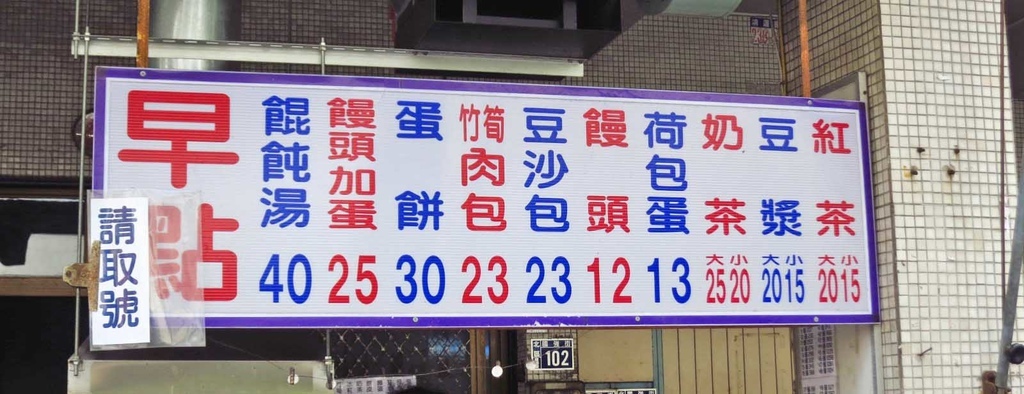 早點
請取號
餛飩湯 40
饅頭加蛋 25
蛋餅 30
竹筍肉包 23
豆沙包 23
饅頭 12
荷包蛋 13
奶茶 大25 小20
豆漿 大20 小15
紅茶 大20 小15
102